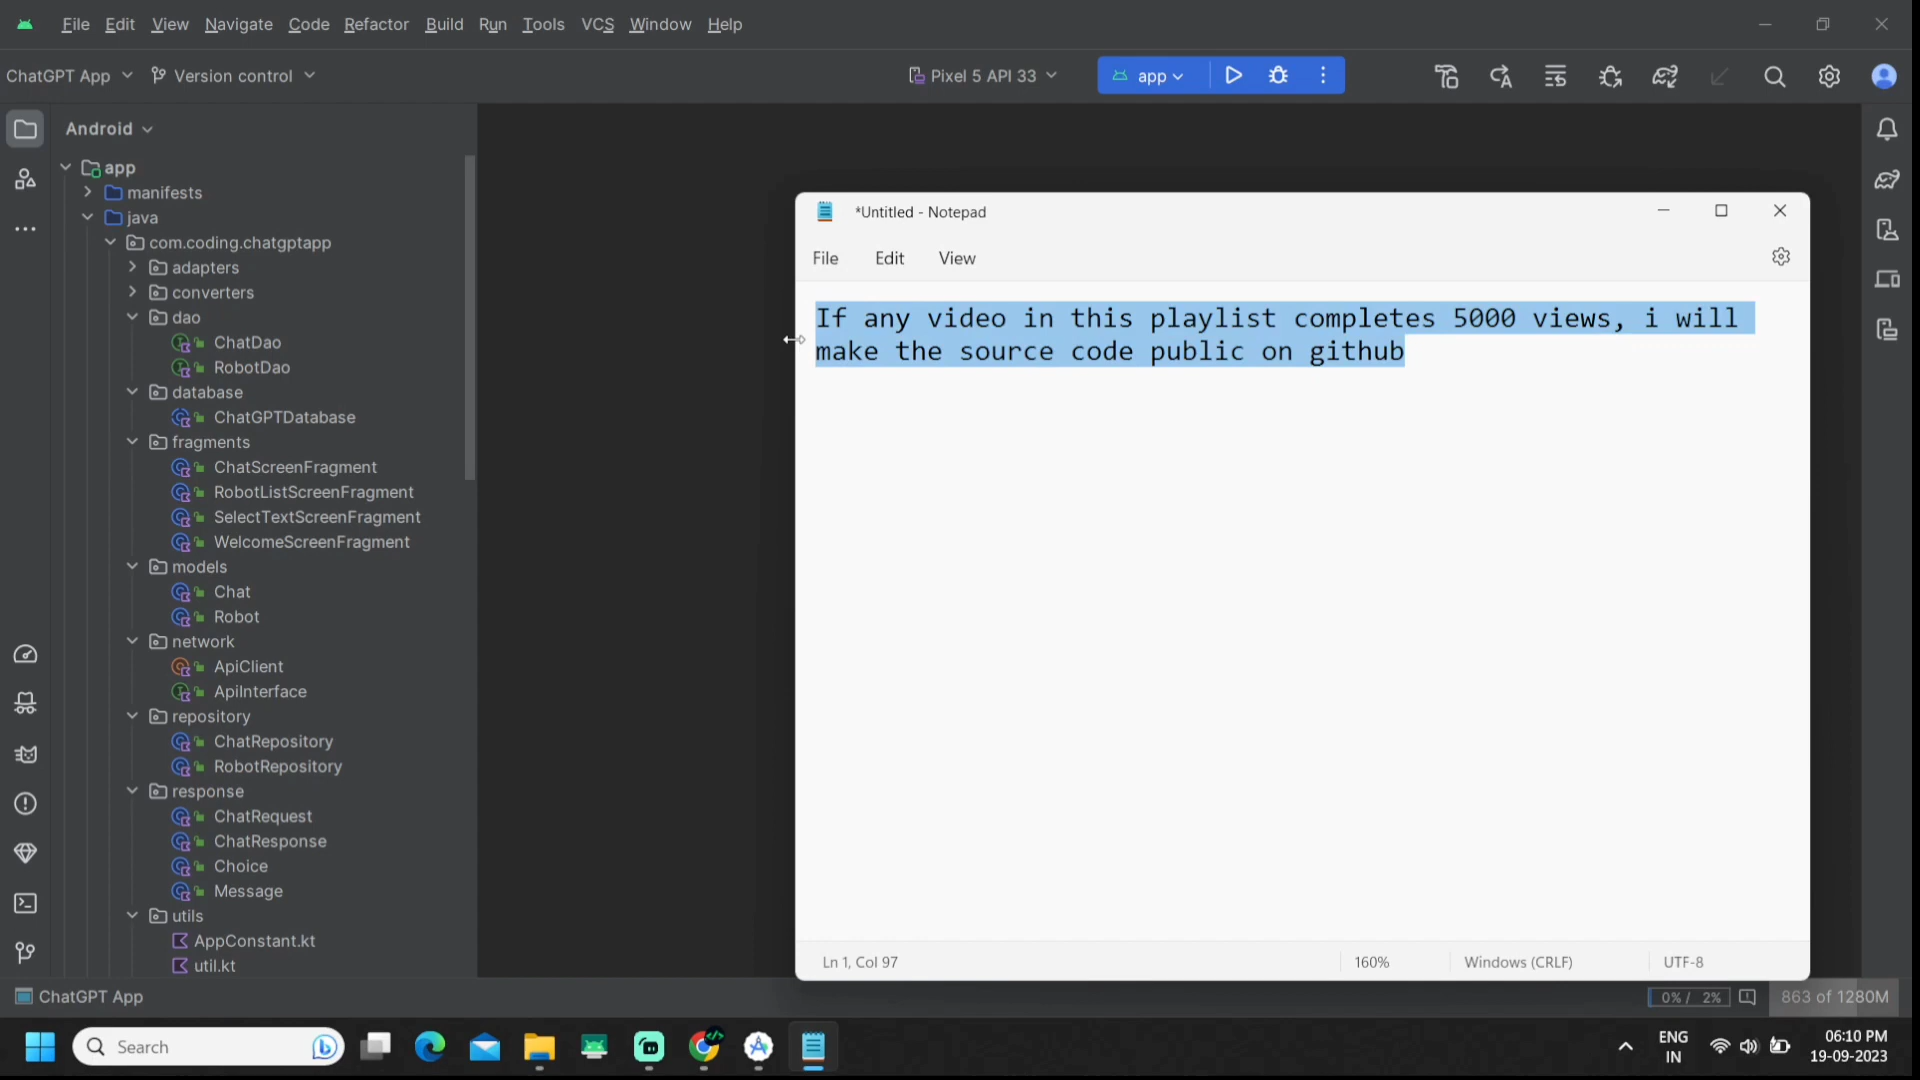 File Edit View Navigate Code Refactor Build Run Tools VCS Window Help
ChatGPT App Version control Pixel 5 API 33 app
Android
app
manifests
java
com.coding.chatgptapp
adapters
converters
dao
ChatDao
RobotDao
database
ChatGPTDatabase
fragments
ChatScreenFragment
RobotListScreenFragment
SelectTextScreenFragment
WelcomeScreenFragment
models
Chat
Robot
network
ApiClient
ApiInterface
repository
ChatRepository
RobotRepository
response
ChatRequest
ChatResponse
Choice
Message
utils
AppConstant.kt
util.kt
*Untitled - Notepad
File Edit View
If any video in this playlist completes 5000 views, i will
make the source code public on github
Ln 1, Col 97 160% Windows (CRLF) UTF-8
ChatGPT App 0% / 2% 863 of 1280M
Search ENG 06:10 PM
IN 19-09-2023